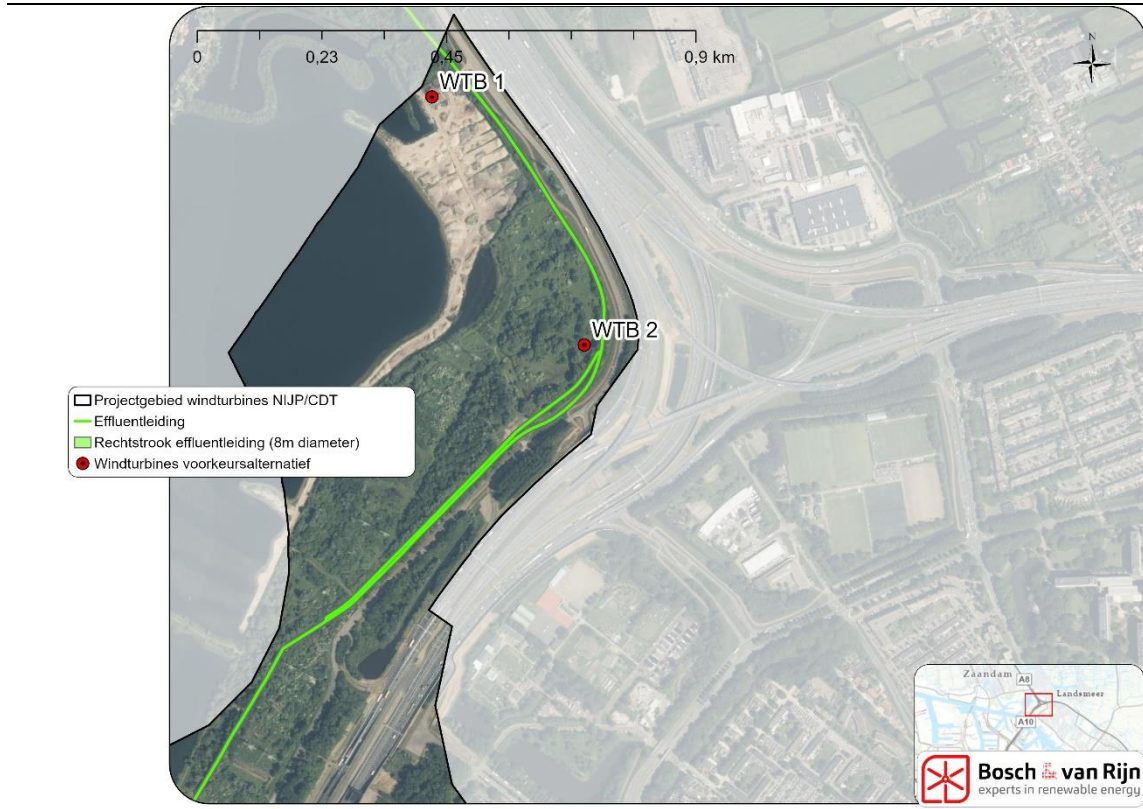 0
0,23
0,45
0,9 km
N
WTB 1
WTB 2
Projectgebied windturbines NIJP/CDT
Effluentleiding
Rechtstrook effluentleiding (8m diameter)
Windturbines voorkeursalternatief
Zaandam
A8
Landsmeer
A10
Bosch & van Rijn
experts in renewable energy